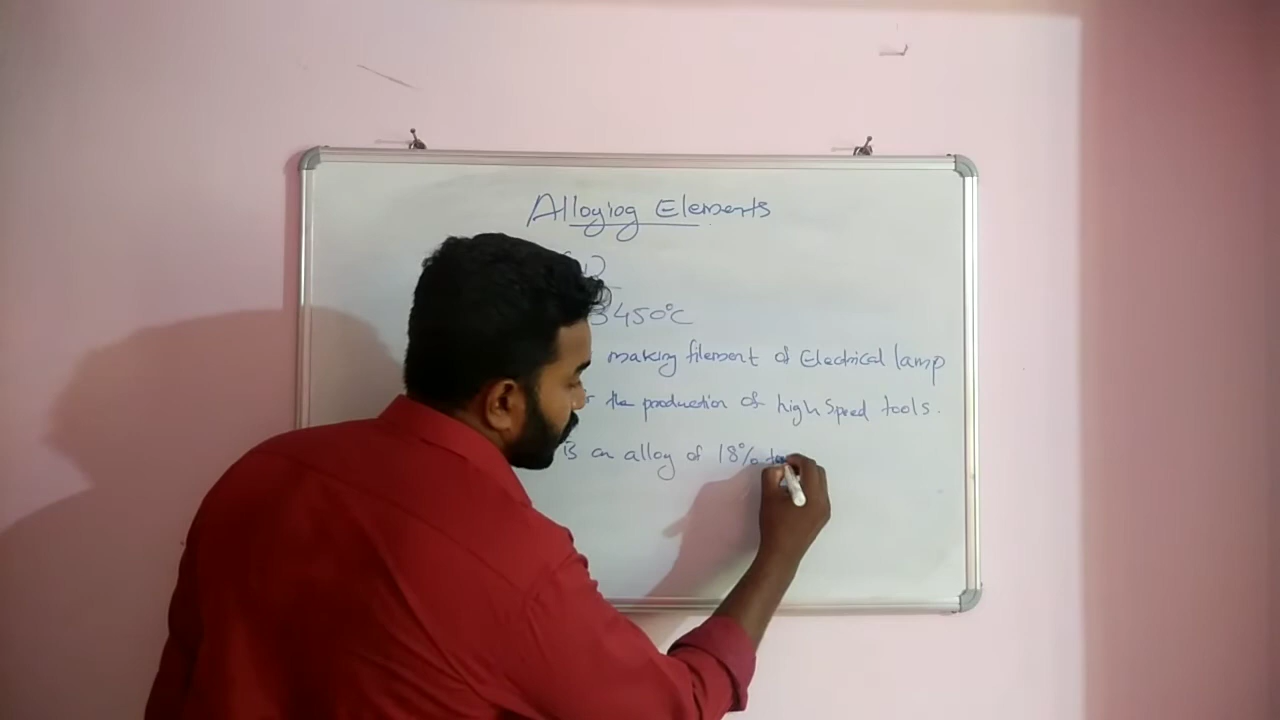 Alloying Elements
3450°C
making filement of Electrical lamp
the production of high speed tools.
is an alloy of 18%